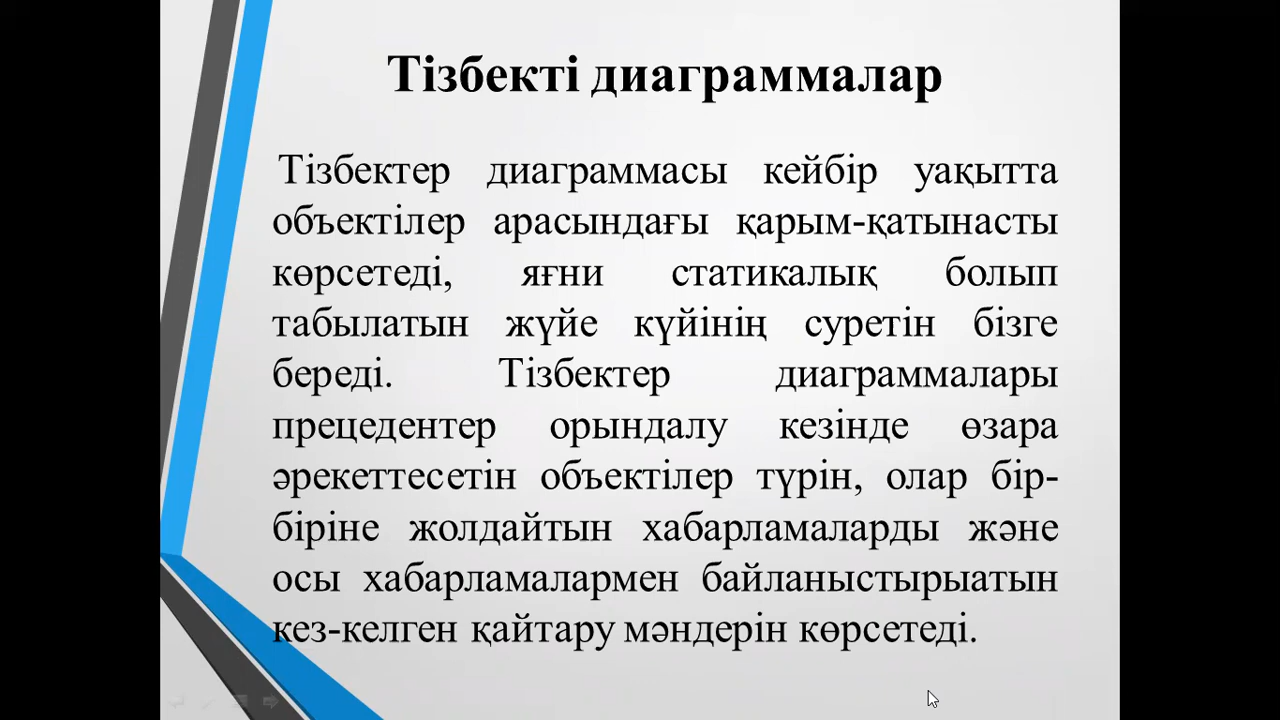 Тізбекті диаграммалар
Тізбектер диаграммасы кейбір уақытта
объектілер арасындағы қарым-қатынасты
көрсетеді, яғни статикалық болып
табылатын жүйе күйінің суретін бізге
береді. Тізбектер диаграммалары
прецедентер орындалу кезінде өзара
әрекеттесетін объектілер түрін, олар бір-
біріне жолдайтын хабарламаларды және
осы хабарламалармен байланыстырыатын
кез-келген қайтару мәндерін көрсетеді.